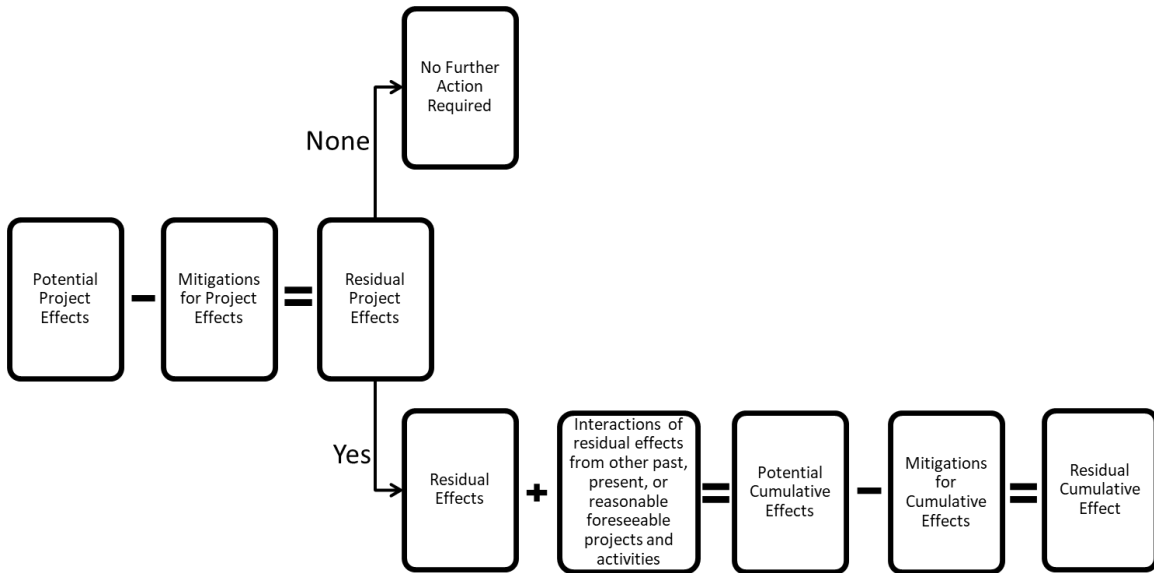 No Further
Action
Required
None
Potential
Project
Effects
Mitigations
for Project
Effects
Residual
Project
Effects
Yes
Residual
Effects
Interactions of
residual effects
from other past,
present, or
reasonable
foreseeable
projects and
activities
Potential
Cumulative
Effects
Mitigations
for
Cumulative
Effects
Residual
Cumulative
Effect